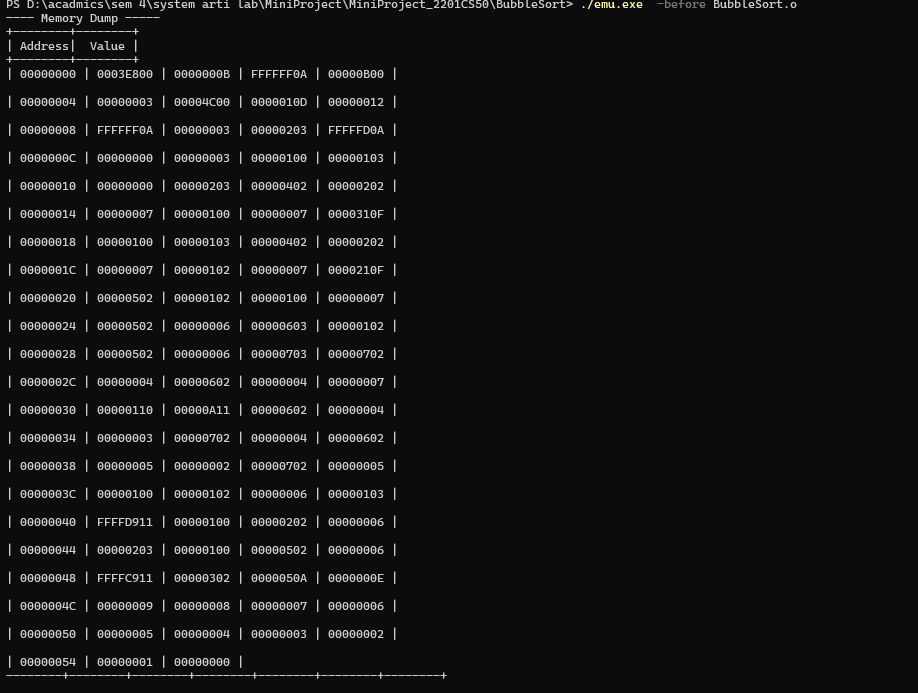 PS D:\acadmics\sem 4\system arti lab\MiniProject\MiniProject_2201CS50\BubbleSort> ./emu.exe -before BubbleSort.o
──── Memory Dump ─────
+────────+────────+
| Address| Value |
+────────+────────+
| 00000000 | 0003E800 | 0000000B | FFFFFF0A | 00000B00 |
| 00000004 | 00000003 | 00004C00 | 0000010D | 00000012 |
| 00000008 | FFFFFF0A | 00000003 | 00000203 | FFFFFD0A |
| 0000000C | 00000000 | 00000003 | 00000100 | 00000103 |
| 00000010 | 00000000 | 00000203 | 00000402 | 00000202 |
| 00000014 | 00000007 | 00000100 | 00000007 | 0000310F |
| 00000018 | 00000100 | 00000103 | 00000402 | 00000202 |
| 0000001C | 00000007 | 00000102 | 00000007 | 0000210F |
| 00000020 | 00000502 | 00000102 | 00000100 | 00000007 |
| 00000024 | 00000502 | 00000006 | 00000603 | 00000102 |
| 00000028 | 00000502 | 00000006 | 00000703 | 00000702 |
| 0000002C | 00000004 | 00000602 | 00000004 | 00000007 |
| 00000030 | 00000110 | 00000A11 | 00000602 | 00000004 |
| 00000034 | 00000003 | 00000702 | 00000004 | 00000602 |
| 00000038 | 00000005 | 00000002 | 00000702 | 00000005 |
| 0000003C | 00000100 | 00000102 | 00000006 | 00000103 |
| 00000040 | FFFFD911 | 00000100 | 00000202 | 00000006 |
| 00000044 | 00000203 | 00000100 | 00000502 | 00000006 |
| 00000048 | FFFFC911 | 00000302 | 0000050A | 0000000E |
| 0000004C | 00000009 | 00000008 | 00000007 | 00000006 |
| 00000050 | 00000005 | 00000004 | 00000003 | 00000002 |
| 00000054 | 00000001 | 00000000 |
────────+────────+────────+────────+────────+────────+────────+